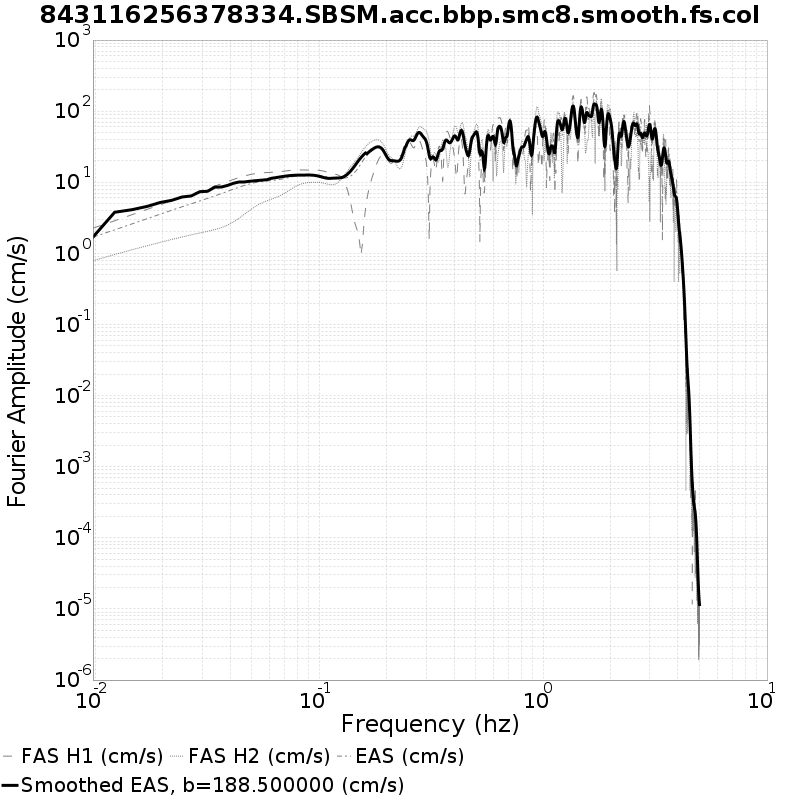 843116256378334.SBSM.acc.bbp.smc8.smooth.fs.col
10^3
10^2
10^1
10^0
10^-1
10^-2
10^-3
10^-4
10^-5
10^-6
Fourier Amplitude (cm/s)
10^-2 10^-1 10^0 10^1
Frequency (hz)
FAS H1 (cm/s) FAS H2 (cm/s) EAS (cm/s)
Smoothed EAS, b=188.500000 (cm/s)